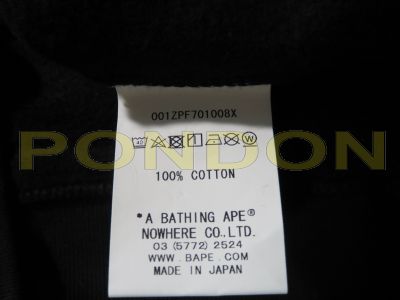 001ZPF701008X
PONDON
100% COTTON
*A BATHING APE®
NOWHERE CO.,LTD.
03 (5772) 2524
WWW.BAPE.COM
MADE IN JAPAN